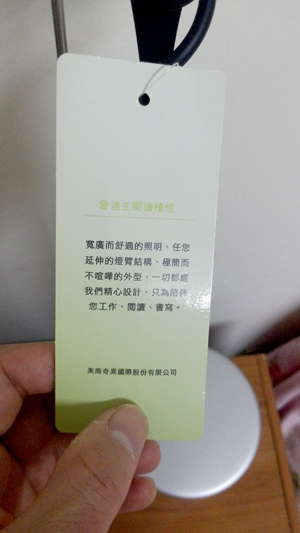 愛迪生閱讀檯燈
寬廣而舒適的照明、任您
延伸的燈臂結構、極簡而
不喧嘩的外型，一切都經
我們精心設計，只為陪伴
您工作、閱讀、書寫。
美商奇異國際股份有限公司